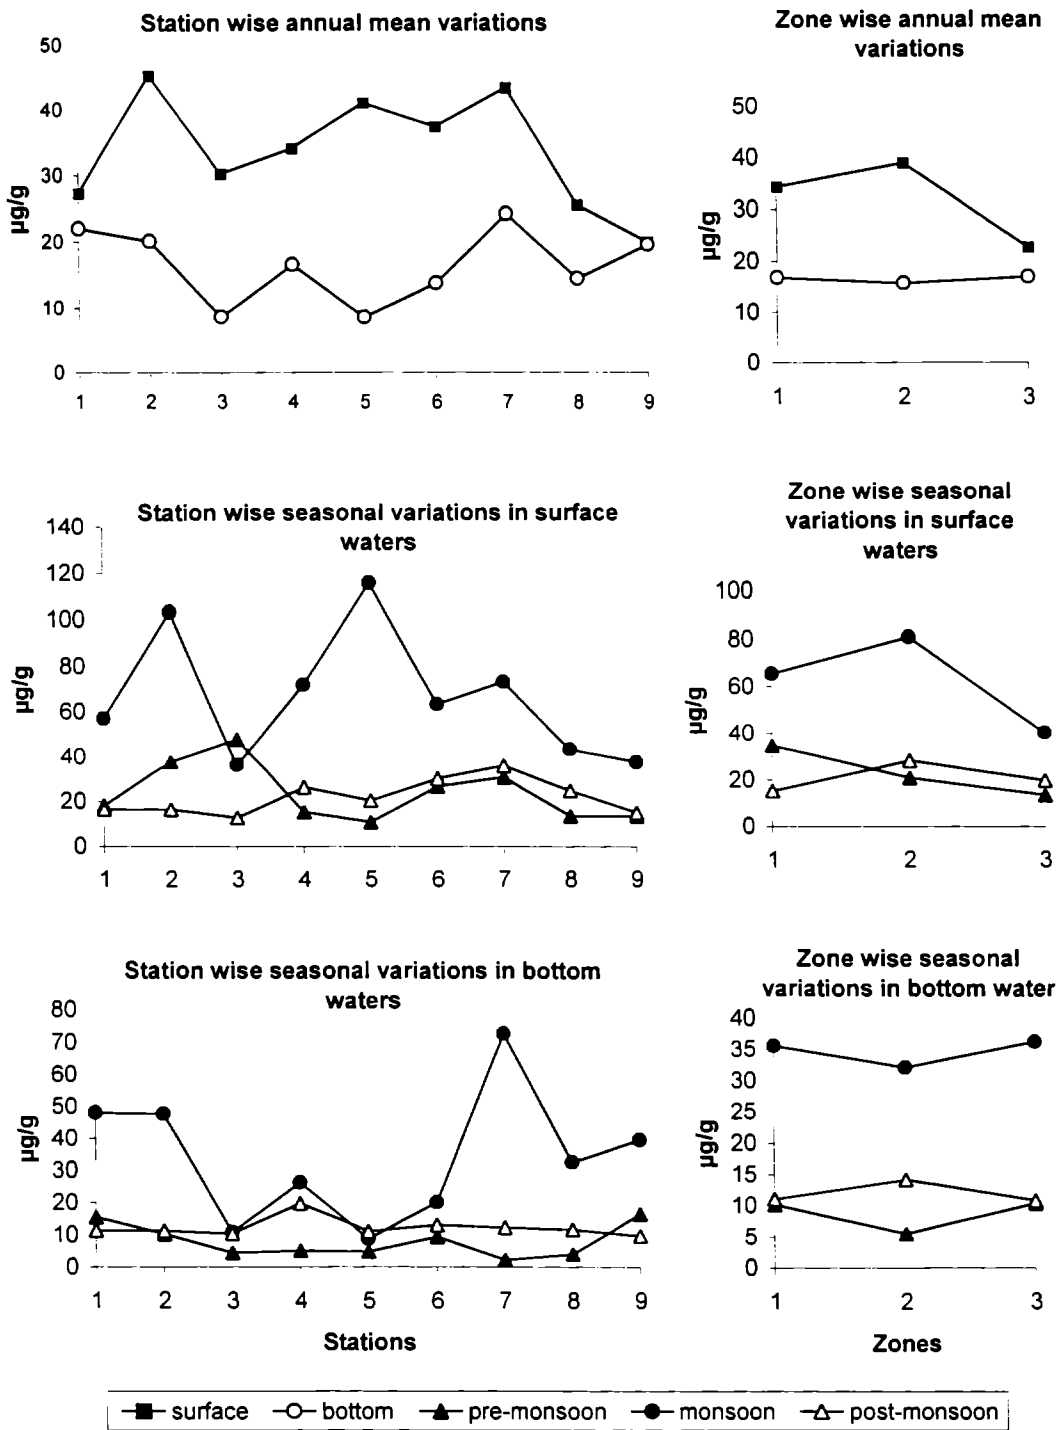 Station wise annual mean variations
50
40
30
20
10
0
µg/g
1 2 3 4 5 6 7 8 9
Zone wise annual mean
variations
50
40
30
20
10
0
µg/g
1 2 3
Station wise seasonal variations in surface
waters
140
120
100
80
60
40
20
0
µg/g
1 2 3 4 5 6 7 8 9
Zone wise seasonal
variations in surface
waters
100
80
60
40
20
0
µg/g
1 2 3
Station wise seasonal variations in bottom
waters
80
70
60
50
40
30
20
10
0
µg/g
1 2 3 4 5 6 7 8 9
Stations
Zone wise seasonal
variations in bottom water
40
35
30
25
20
15
10
5
0
µg/g
1 2 3
Zones
surface bottom pre-monsoon monsoon post-monsoon